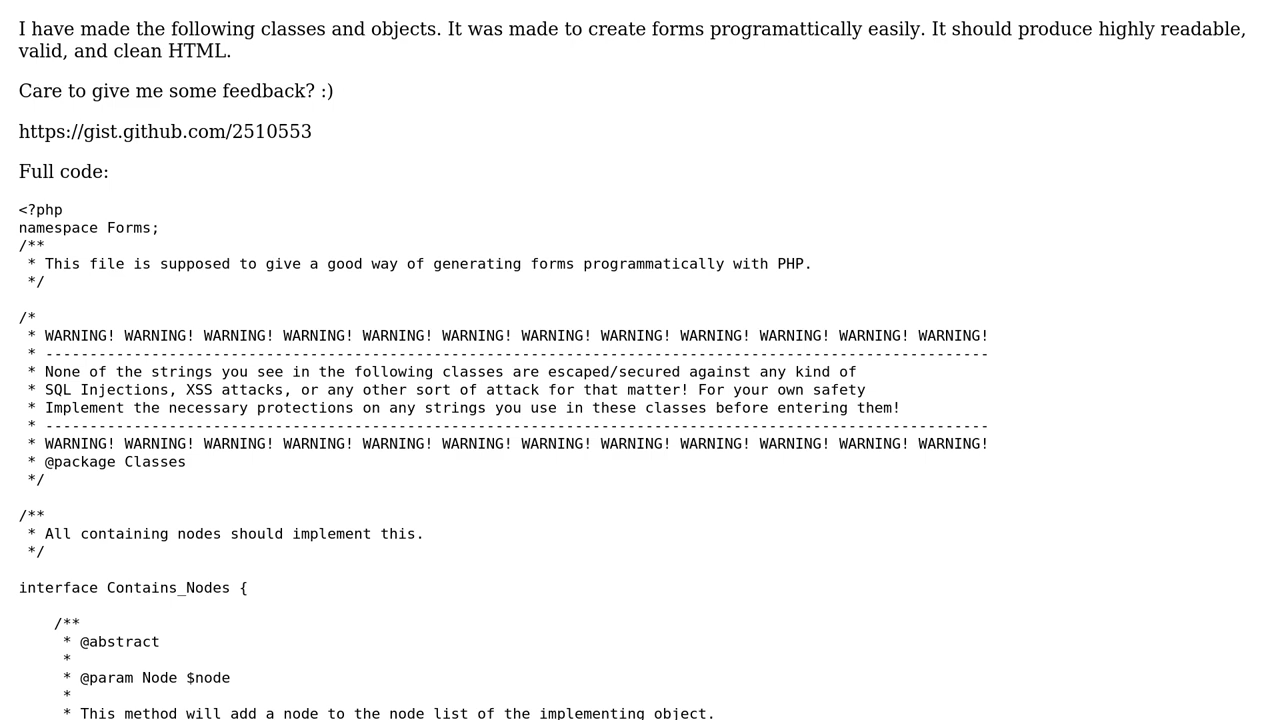 I have made the following classes and objects. It was made to create forms programattically easily. It should produce highly readable,
valid, and clean HTML.
Care to give me some feedback? :)
https://gist.github.com/2510553
Full code:
<?php
namespace Forms;
/**
 * This file is supposed to give a good way of generating forms programmatically with PHP.
 */
/*
 * WARNING! WARNING! WARNING! WARNING! WARNING! WARNING! WARNING! WARNING! WARNING! WARNING! WARNING! WARNING!
 * -----------------------------------------------------------------------------------------------------------
 * None of the strings you see in the following classes are escaped/secured against any kind of
 * SQL Injections, XSS attacks, or any other sort of attack for that matter! For your own safety
 * Implement the necessary protections on any strings you use in these classes before entering them!
 * -----------------------------------------------------------------------------------------------------------
 * WARNING! WARNING! WARNING! WARNING! WARNING! WARNING! WARNING! WARNING! WARNING! WARNING! WARNING! WARNING!
 * @package Classes
 */
/**
 * All containing nodes should implement this.
 */
interface Contains_Nodes {
    /**
     * @abstract
     *
     * @param Node $node
     *
     * This method will add a node to the node list of the implementing object.